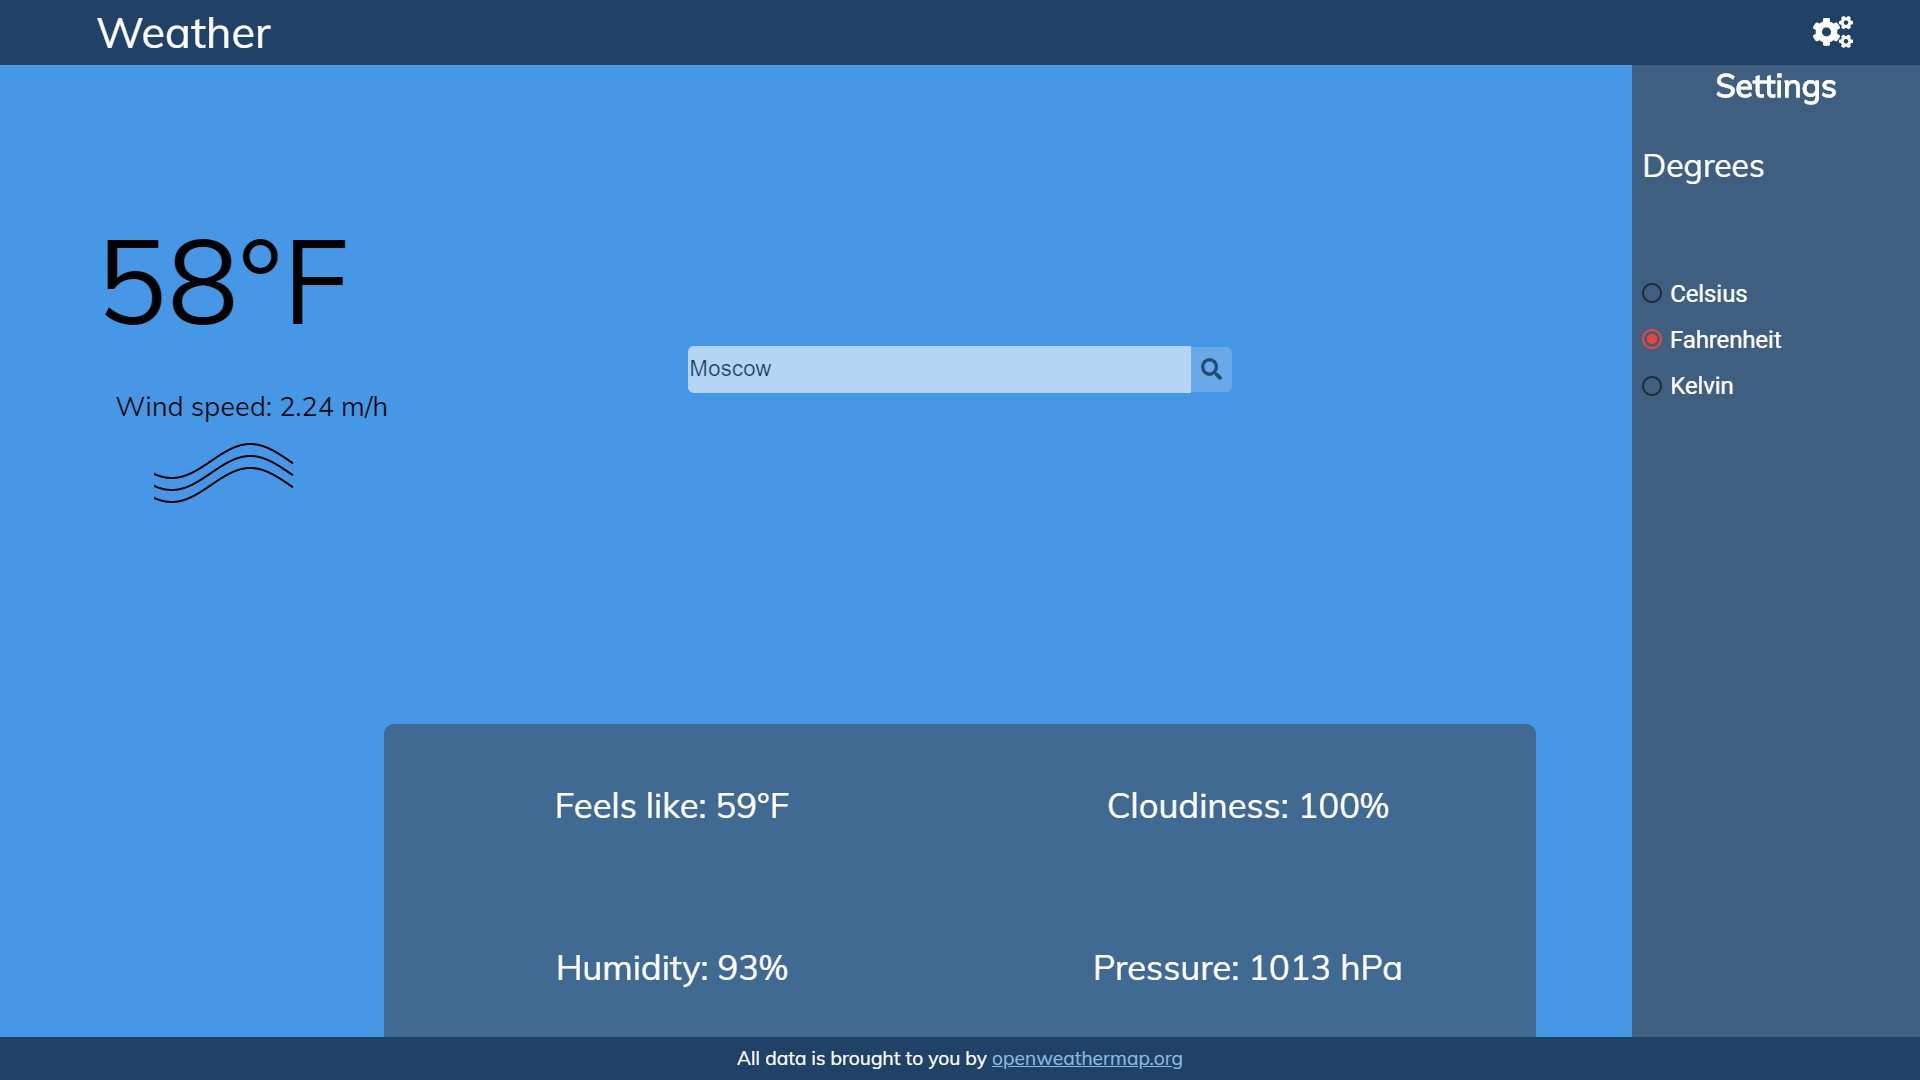 Weather
Settings
Degrees
58°F
Celsius
Fahrenheit
Moscow
Kelvin
Wind speed: 2.24 m/h
Feels like: 59°F
Cloudiness: 100%
Humidity: 93%
Pressure: 1013 hPa
All data is brought to you by openweathermap.org